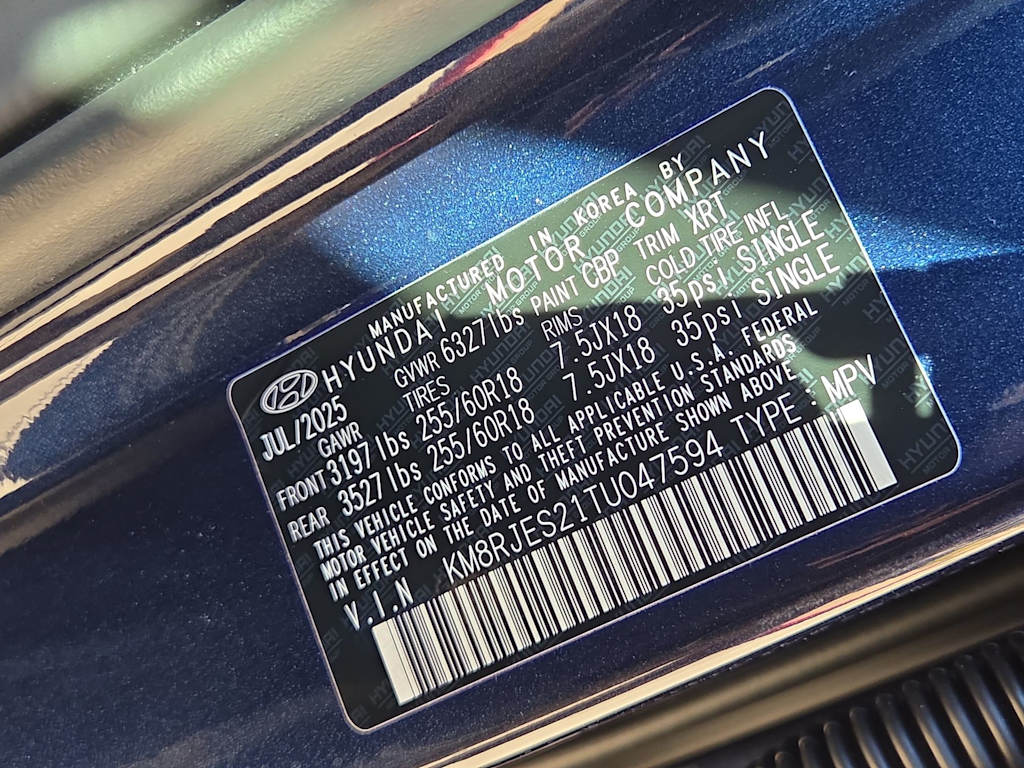 MANUFACTURED IN KOREA BY
HYUNDAI MOTOR COMPANY
JUL/2025 GVWR 6327lbs PAINT CBP TRIM XRT
GAWR TIRES RIMS COLD TIRE INFL
FRONT 3197lbs 255/60R18 7.5JX18 35psi SINGLE
REAR 3527lbs 255/60R18 7.5JX18 35psi SINGLE
THIS VEHICLE CONFORMS TO ALL APPLICABLE U.S.A. FEDERAL
MOTOR VEHICLE SAFETY AND THEFT PREVENTION STANDARDS
IN EFFECT ON THE DATE OF MANUFACTURE SHOWN ABOVE
V.I.N KM8RJES21TU047594 TYPE : MPV